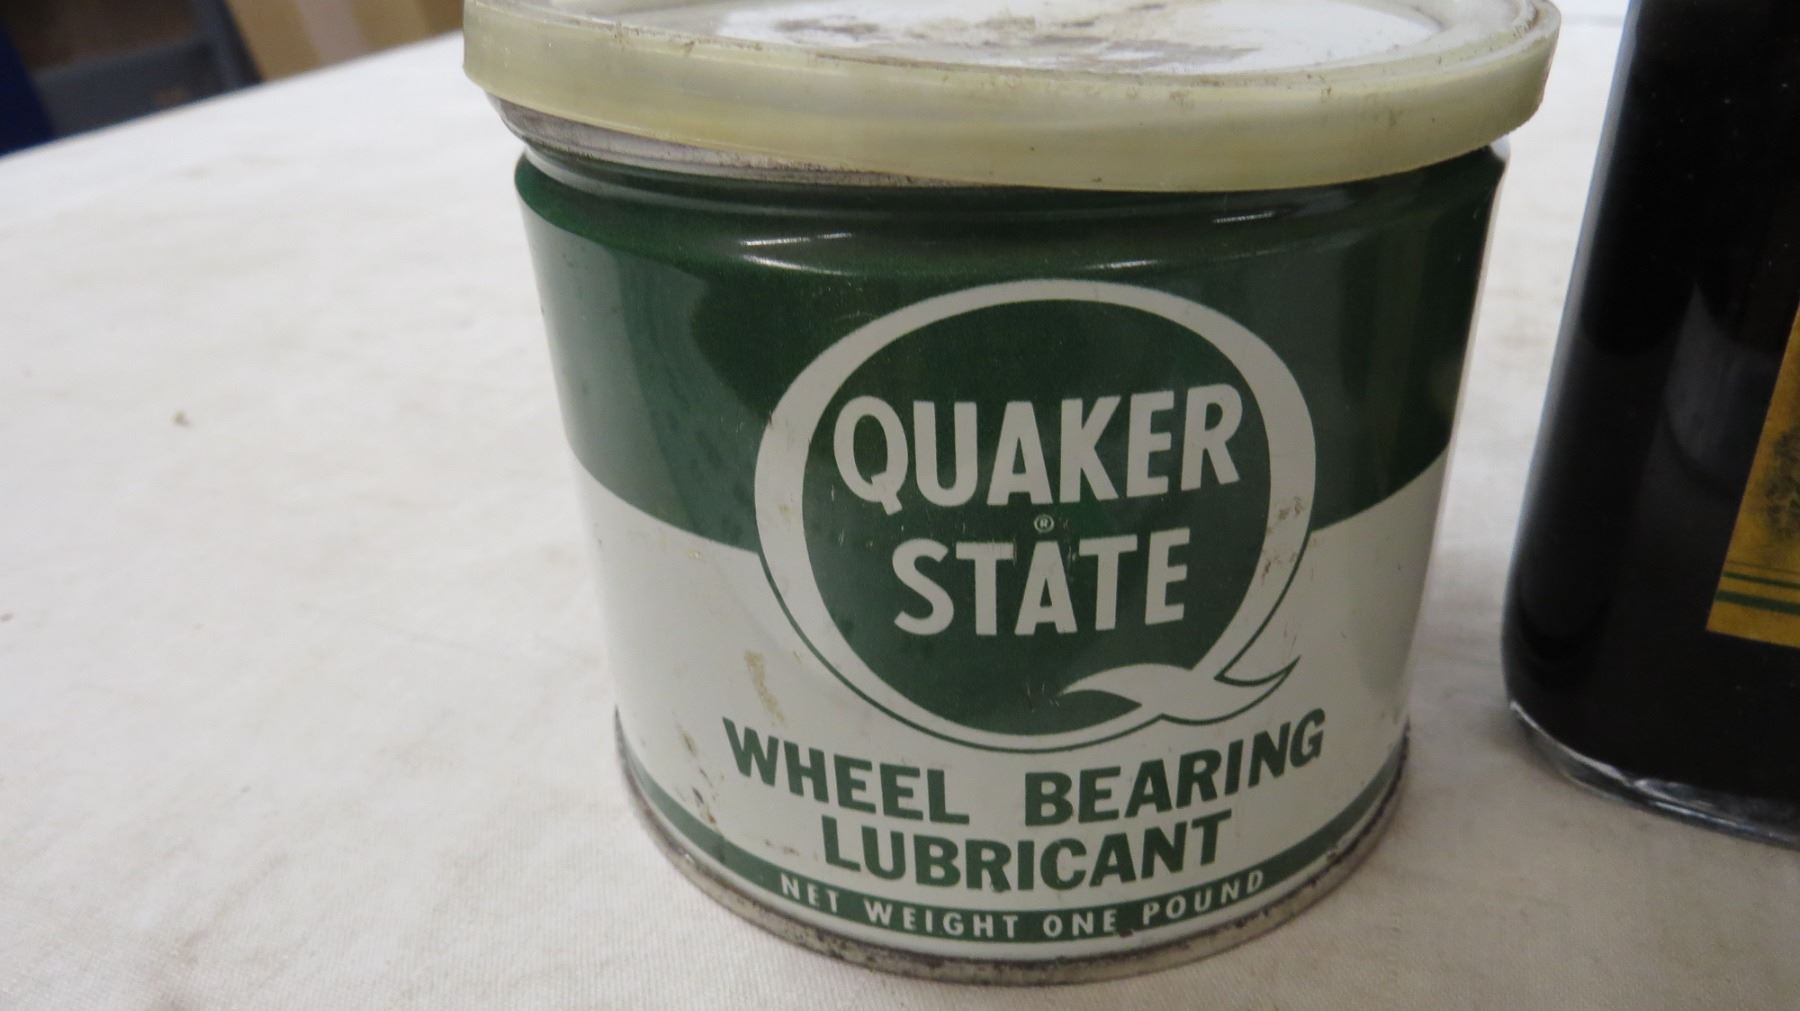 QUAKER
®
STATE
WHEEL BEARING
LUBRICANT
NET WEIGHT ONE POUND